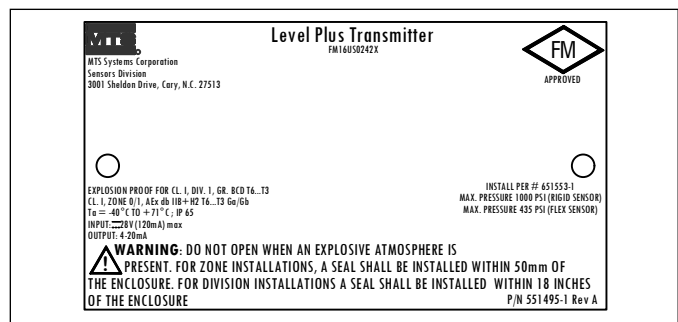 MTS
Level Plus Transmitter
FM16US0242X
MTS Systems Corporation
Sensors Division
3001 Sheldon Drive, Cary, N.C. 27513
FM
APPROVED
EXPLOSION PROOF FOR CL. I, DIV. 1, GR. BCD T6...T3
CL. I, ZONE 0/1, AEx db IIB+H2 T6...T3 Ga/Gb
Ta = -40°C TO +71°C ; IP 65
INPUT: ⎓28V (120mA) max
OUTPUT: 4-20mA
INSTALL PER # 651553-1
MAX. PRESSURE 1000 PSI (RIGID SENSOR)
MAX. PRESSURE 435 PSI (FLEX SENSOR)
WARNING: DO NOT OPEN WHEN AN EXPLOSIVE ATMOSPHERE IS
PRESENT. FOR ZONE INSTALLATIONS, A SEAL SHALL BE INSTALLED WITHIN 50mm OF
THE ENCLOSURE. FOR DIVISION INSTALLATIONS A SEAL SHALL BE INSTALLED WITHIN 18 INCHES
OF THE ENCLOSURE
P/N 551495-1 Rev A